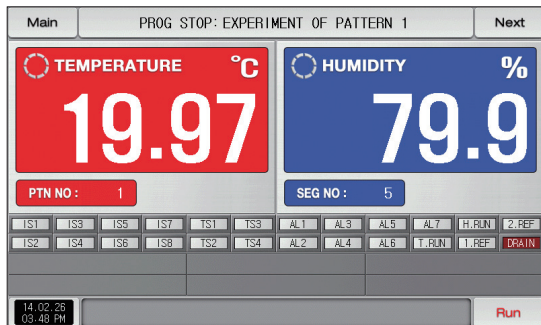 Main PROG STOP:EXPERIMENT OF PATTERN 1 Next
TEMPERATURE °C HUMIDITY %
19.97 79.9
PTN NO : 1 SEG NO : 5
IS1 IS3 IS5 IS7 TS1 TS3 AL1 AL3 AL5 AL7 H.RUN 2.REF
IS2 IS4 IS6 IS8 TS2 TS4 AL2 AL4 AL6 T.RUN 1.REF DRAIN
14.02.26
03:48 PM
Run